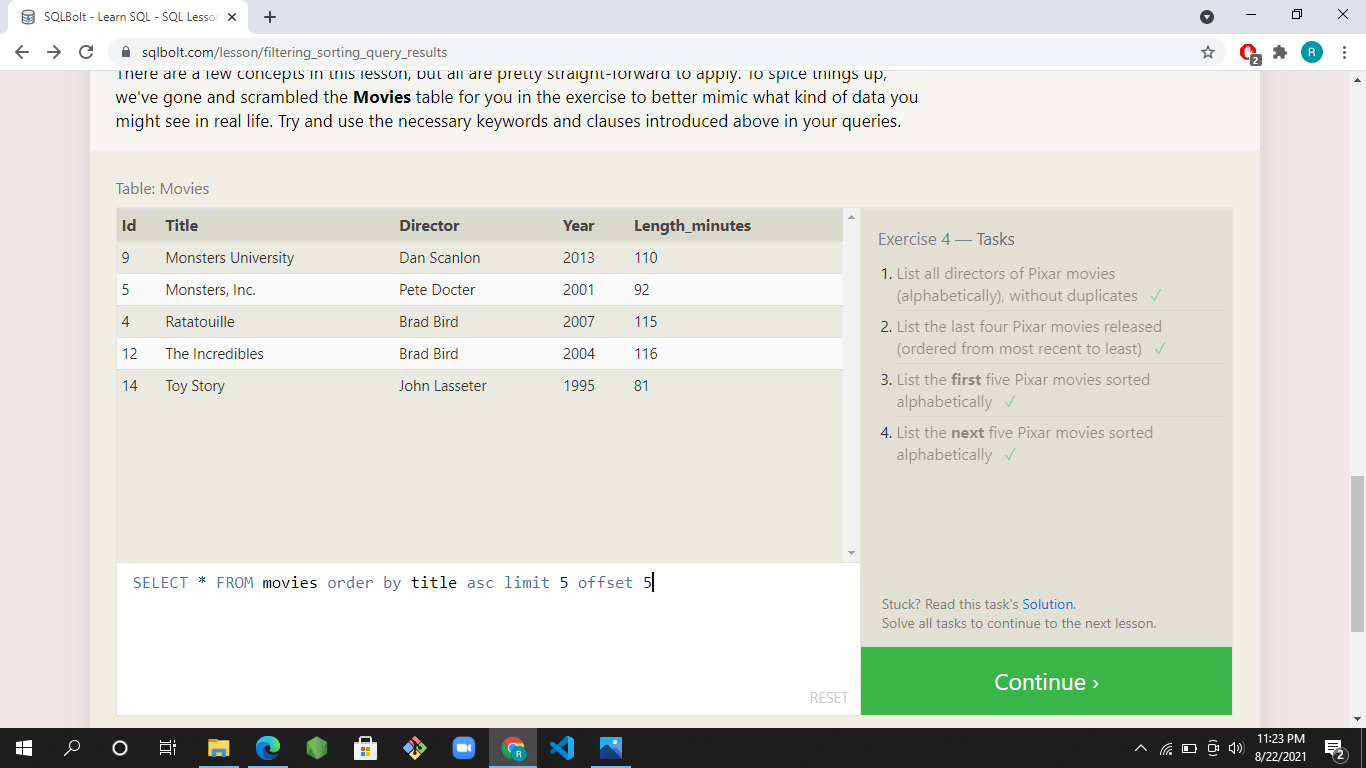 SQLBolt - Learn SQL - SQL Lesson
sqlbolt.com/lesson/filtering_sorting_query_results
2
R
There are a few concepts in this lesson, but all are pretty straight-forward to apply. To spice things up,
we've gone and scrambled the Movies table for you in the exercise to better mimic what kind of data you
might see in real life. Try and use the necessary keywords and clauses introduced above in your queries.
Table: Movies
Id Title Director Year Length_minutes
9 Monsters University Dan Scanlon 2013 110
5 Monsters, Inc. Pete Docter 2001 92
4 Ratatouille Brad Bird 2007 115
12 The Incredibles Brad Bird 2004 116
14 Toy Story John Lasseter 1995 81
SELECT * FROM movies order by title asc limit 5 offset 5
RESET
Exercise 4 — Tasks
1. List all directors of Pixar movies
(alphabetically), without duplicates ✓
2. List the last four Pixar movies released
(ordered from most recent to least) ✓
3. List the first five Pixar movies sorted
alphabetically ✓
4. List the next five Pixar movies sorted
alphabetically ✓
Stuck? Read this task's Solution.
Solve all tasks to continue to the next lesson.
Continue ›
R
11:23 PM
8/22/2021
2